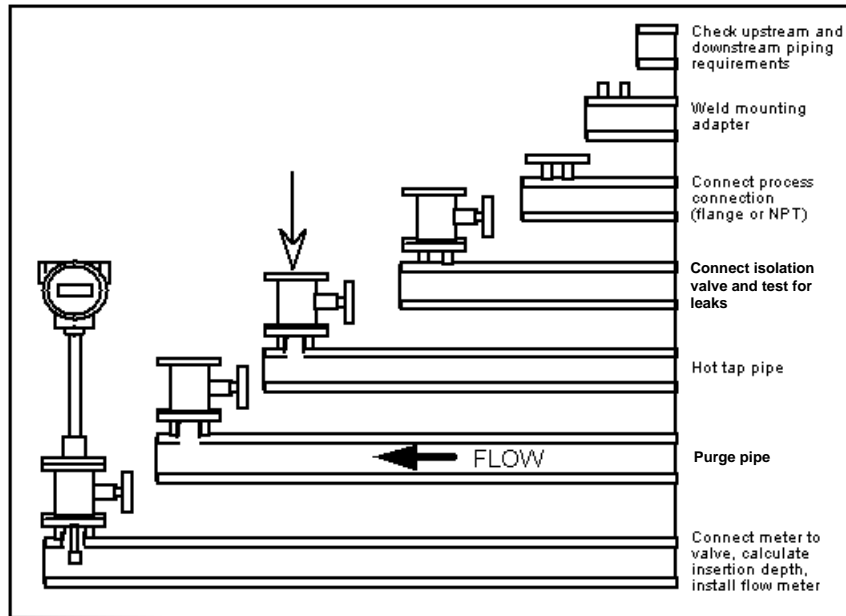 Check upstream and
downstream piping
requirements
Weld mounting
adapter
Connect process
connection
(flange or NPT)
Connect isolation
valve and test for
leaks
Hot tap pipe
FLOW
Purge pipe
Connect meter to
valve, calculate
insertion depth,
install flow meter